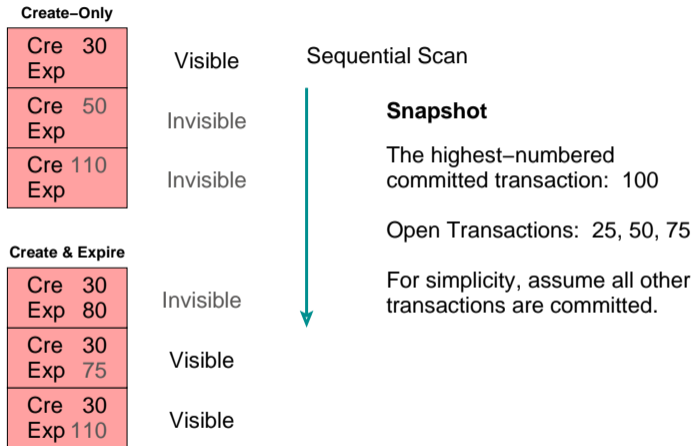 Create–Only
Cre 30
Exp
Visible
Cre 50
Exp
Invisible
Cre 110
Exp
Invisible
Create & Expire
Cre 30
Exp 80
Invisible
Cre 30
Exp 75
Visible
Cre 30
Exp 110
Visible
Sequential Scan
Snapshot
The highest–numbered
committed transaction: 100
Open Transactions: 25, 50, 75
For simplicity, assume all other
transactions are committed.